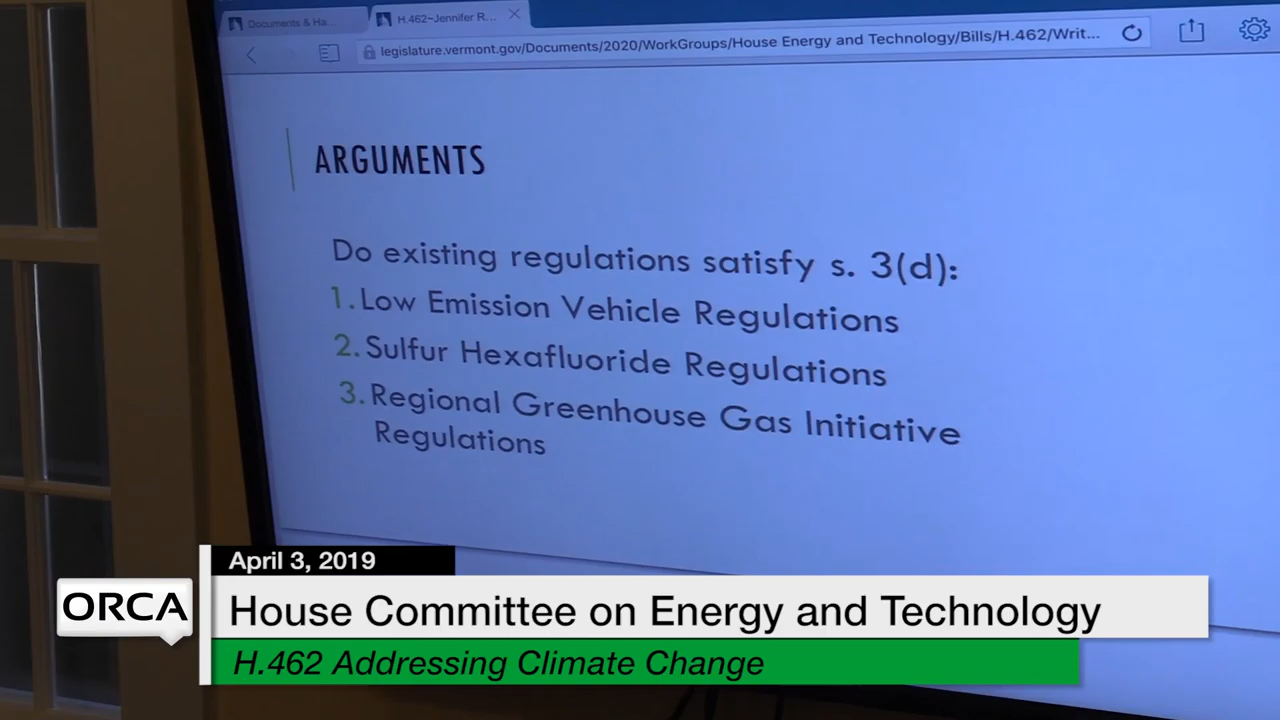 Documents & Ha...
H.462~Jennifer R...
legislature.vermont.gov/Documents/2020/WorkGroups/House Energy and Technology/Bills/H.462/Writ...
ARGUMENTS
Do existing regulations satisfy s. 3(d):
1. Low Emission Vehicle Regulations
2. Sulfur Hexafluoride Regulations
3. Regional Greenhouse Gas Initiative
Regulations
April 3, 2019
ORCA
House Committee on Energy and Technology
H.462 Addressing Climate Change